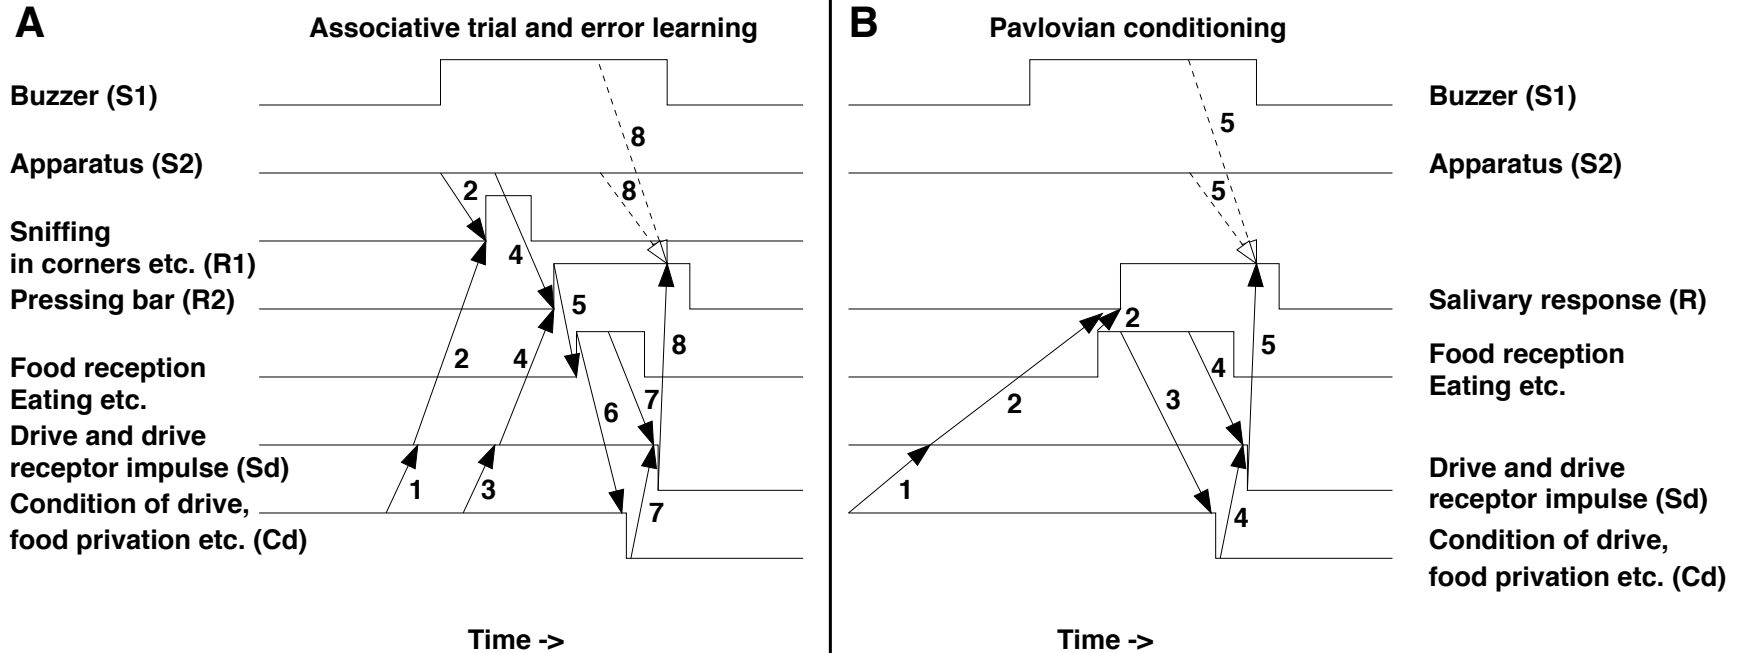 A
Associative trial and error learning
Buzzer (S1)
8
Apparatus (S2)
2
8
Sniffing
in corners etc. (R1)
4
Pressing bar (R2)
5
8
2
4
Food reception
Eating etc.
6
7
Drive and drive
receptor impulse (Sd)
1
3
Condition of drive,
7
food privation etc. (Cd)
Time ->
B
Pavlovian conditioning
Buzzer (S1)
5
Apparatus (S2)
5
Salivary response (R)
2
5
Food reception
4
Eating etc.
2
3
Drive and drive
receptor impulse (Sd)
1
4
Condition of drive,
food privation etc. (Cd)
Time ->